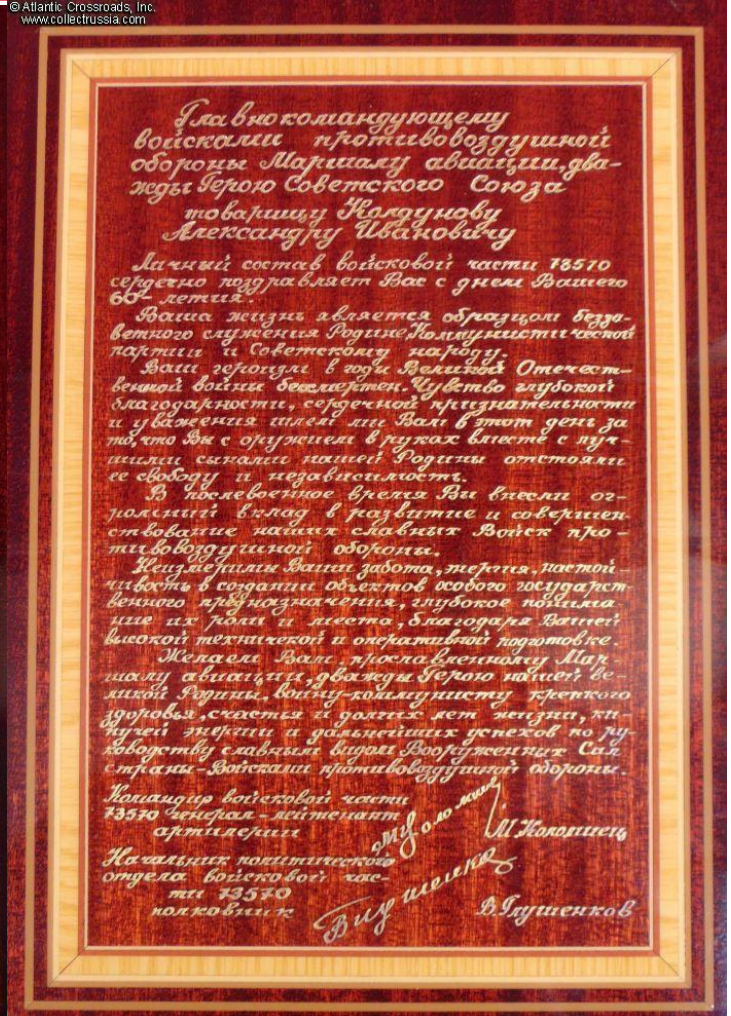 © Atlantic Crossroads, Inc.
www.collectrussia.com
Главнокомандующему
войсками противовоздушной
обороны Маршалу авиации, два-
жды Герою Советского Союза
товарищу Колдунову
Александру Ивановичу
Личный состав войсковой части 73570
сердечно поздравляет Вас с днем Вашего
60-летия.
Ваша жизнь является образцом безза-
ветного служения Родине, Коммунистической
партии и Советскому народу.
Ваш героизм в годы Великой Отечест-
венной войны бессмертен. Чувство глубокой
благодарности, сердечной признательности
и уважения шлем мы Вам в этот день за
то, что Вы с оружием в руках вместе с луч-
шими сынами нашей Родины отстояли
ее свободу и независимость.
В послевоенное время Вы внесли ог-
ромный вклад в развитие и совершен-
ствование наших славных Войск про-
тивовоздушной обороны.
Неизмеримы Ваши забота, энергия, настой-
чивость в создании объектов особого государст-
венного предназначения, глубокое понима-
ние их роли и места, благодаря Вашей
высокой технической и оперативной подготовке.
Желаем Вам, прославленному Мар-
шалу авиации, дважды Герою нашей ве-
ликой Родины, воину-коммунисту крепкого
здоровья, счастья и долгих лет жизни, ки-
пучей энергии и дальнейших успехов по ру-
ководству славным видом Вооруженных Сил
страны-Войсками противовоздушной обороны.
Командир войсковой части
73570 генерал-лейтенант
артиллерии
М Коломиец
Начальник политического
отдела войсковой час-
ти 73570
полковник
В. Глушенков